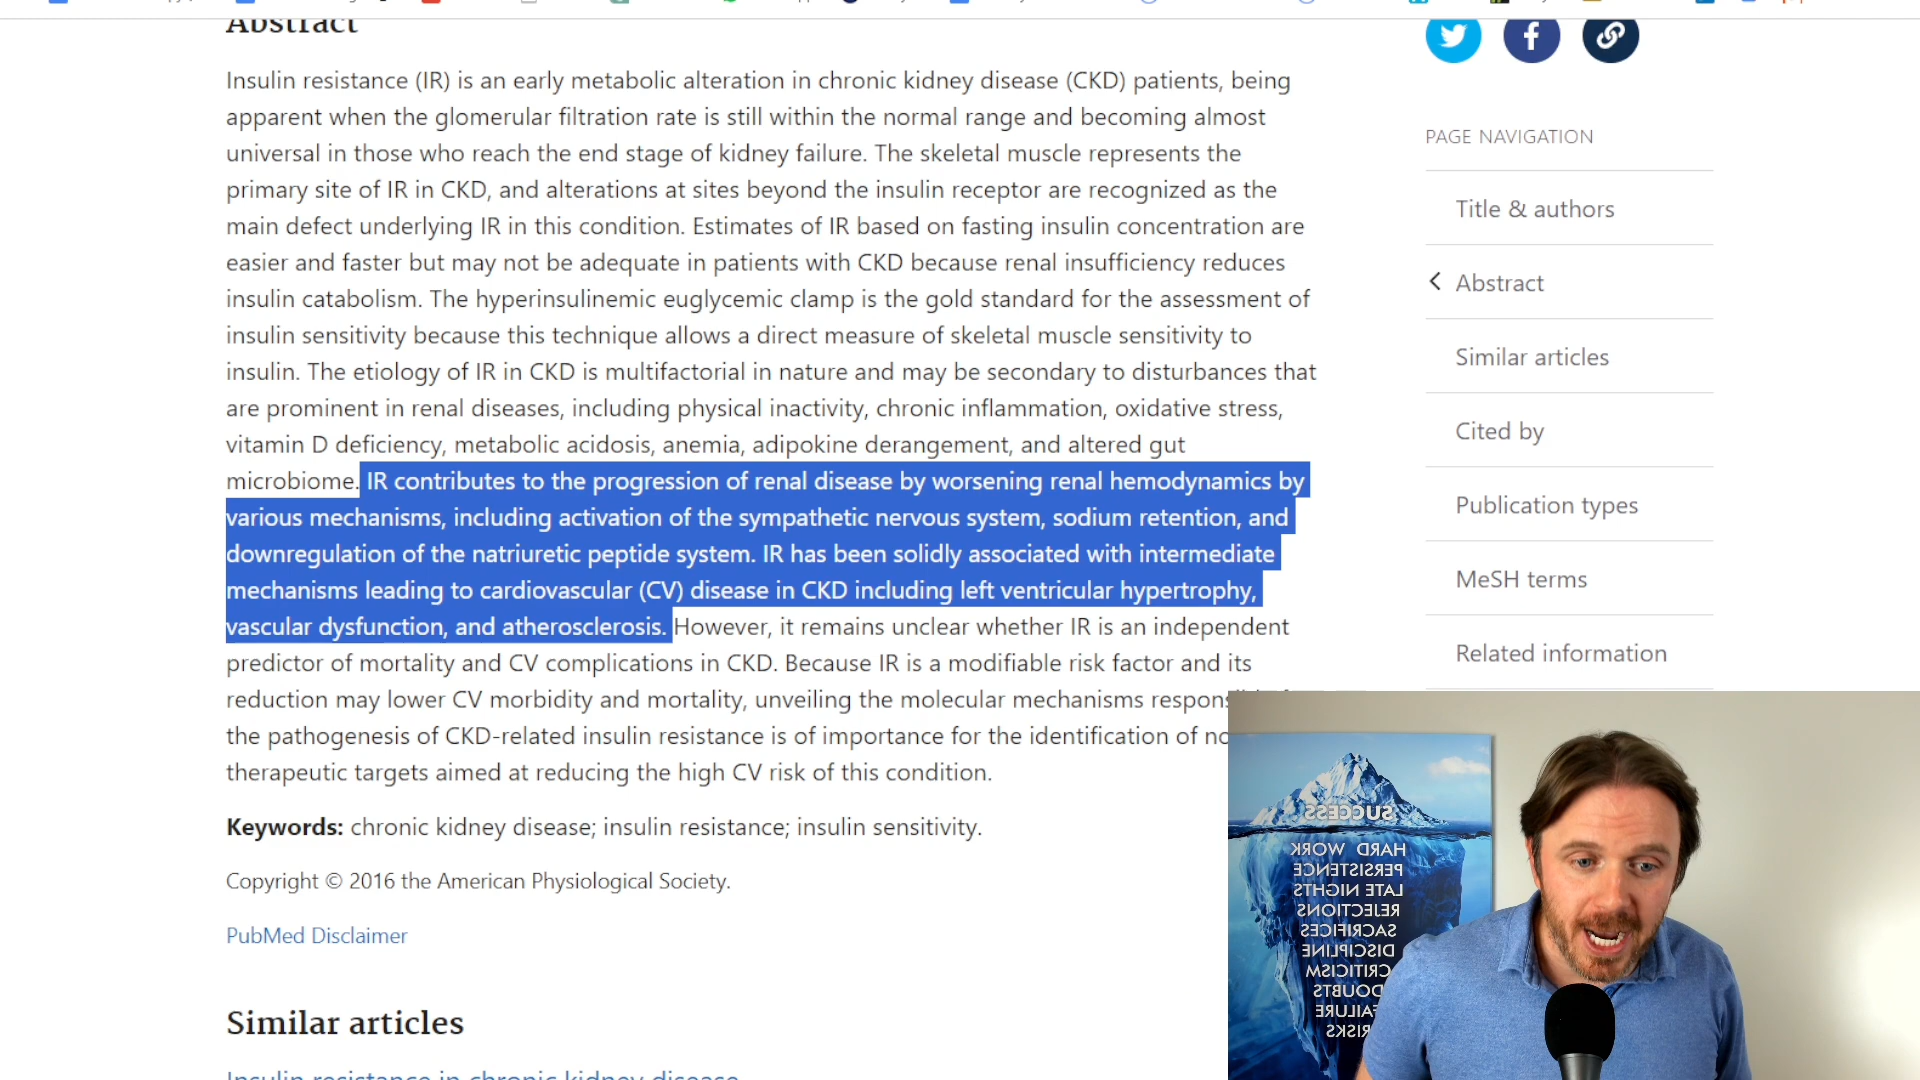 Abstract
Insulin resistance (IR) is an early metabolic alteration in chronic kidney disease (CKD) patients, being
apparent when the glomerular filtration rate is still within the normal range and becoming almost
universal in those who reach the end stage of kidney failure. The skeletal muscle represents the
primary site of IR in CKD, and alterations at sites beyond the insulin receptor are recognized as the
main defect underlying IR in this condition. Estimates of IR based on fasting insulin concentration are
easier and faster but may not be adequate in patients with CKD because renal insufficiency reduces
insulin catabolism. The hyperinsulinemic euglycemic clamp is the gold standard for the assessment of
insulin sensitivity because this technique allows a direct measure of skeletal muscle sensitivity to
insulin. The etiology of IR in CKD is multifactorial in nature and may be secondary to disturbances that
are prominent in renal diseases, including physical inactivity, chronic inflammation, oxidative stress,
vitamin D deficiency, metabolic acidosis, anemia, adipokine derangement, and altered gut
microbiome. IR contributes to the progression of renal disease by worsening renal hemodynamics by
various mechanisms, including activation of the sympathetic nervous system, sodium retention, and
downregulation of the natriuretic peptide system. IR has been solidly associated with intermediate
mechanisms leading to cardiovascular (CV) disease in CKD including left ventricular hypertrophy,
vascular dysfunction, and atherosclerosis. However, it remains unclear whether IR is an independent
predictor of mortality and CV complications in CKD. Because IR is a modifiable risk factor and its
reduction may lower CV morbidity and mortality, unveiling the molecular mechanisms
the pathogenesis of CKD-related insulin resistance is of importance for the identification of
therapeutic targets aimed at reducing the high CV risk of this condition.
Keywords: chronic kidney disease; insulin resistance; insulin sensitivity.
Copyright © 2016 the American Physiological Society.
PubMed Disclaimer
Similar articles
Insulin resistance in chronic kidney disease
PAGE NAVIGATION
Title & authors
Abstract
Similar articles
Cited by
Publication types
MeSH terms
Related information
SUCCESS
HARD WORK
PERSISTENCE
LATE NIGHTS
REJECTIONS
SACRIFICES
DISCIPLINE
CRITICISM
DOUBTS
FAILURE
RISKS